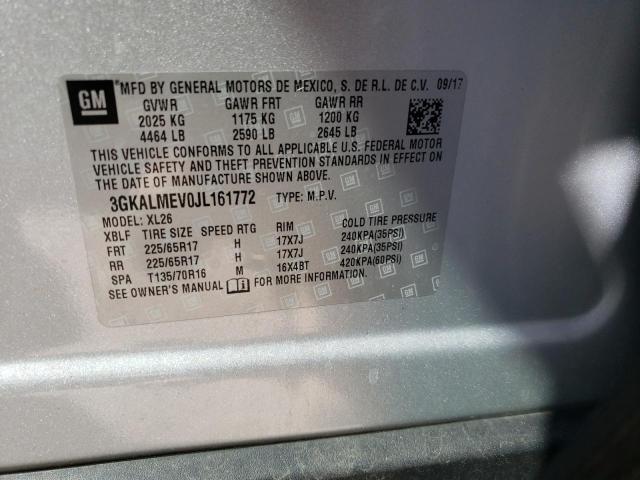 GM
MFD BY GENERAL MOTORS DE MEXICO, S. DE R.L. DE C.V. 09/17
GVWR GAWR FRT GAWR RR
2025 KG 1175 KG 1200 KG
4464 LB 2590 LB 2645 LB
THIS VEHICLE CONFORMS TO ALL APPLICABLE U.S. FEDERAL MOTOR
VEHICLE SAFETY AND THEFT PREVENTION STANDARDS IN EFFECT ON
THE DATE OF MANUFACTURE SHOWN ABOVE.
3GKALMEV0JL161772 TYPE: M.P.V.
MODEL: XL26
XBLF TIRE SIZE SPEED RTG RIM COLD TIRE PRESSURE
FRT 225/65R17 H 17X7J 240KPA(35PSI)
RR 225/65R17 H 17X7J 240KPA(35PSI)
SPA T135/70R16 M 16X4BT 420KPA(60PSI)
SEE OWNER'S MANUAL FOR MORE INFORMATION.